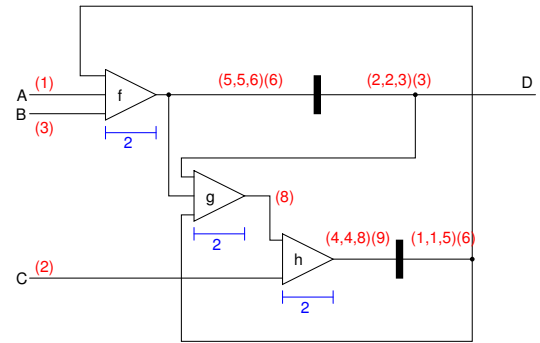 (5,5,6)(6) (2,2,3)(3)
D
(1)
A
f
B
(3)
2
g
(8)
2
(4,4,8)(9) (1,1,5)(6)
h
(2)
C
2